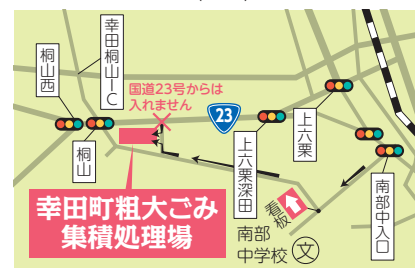 桐山西
幸田桐山IC
国道23号からは
入れません
23
桐山
上六栗深田
上六栗
南部中入口
看板
幸田町粗大ごみ
集積処理場
南部
中学校
文